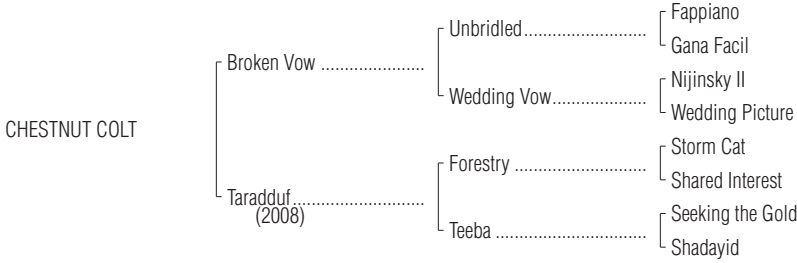 Fappiano
Unbridled..........................
Gana Facil
Broken Vow ......................
Nijinsky II
Wedding Vow....................
Wedding Picture
CHESTNUT COLT
Storm Cat
Forestry ............................
Shared Interest
Taradduf............................
(2008)
Seeking the Gold
Teeba ................................
Shadayid